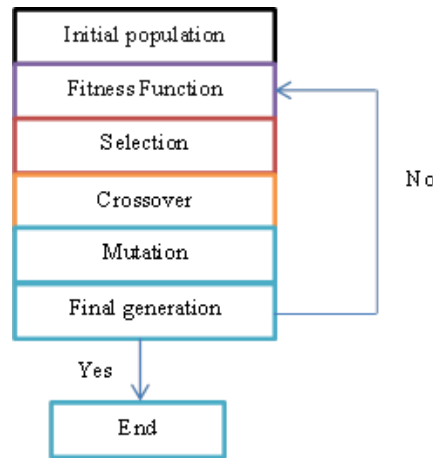 Initial population
Fitness Function
Selection
No
Crossover
Mutation
Final generation
Yes
End